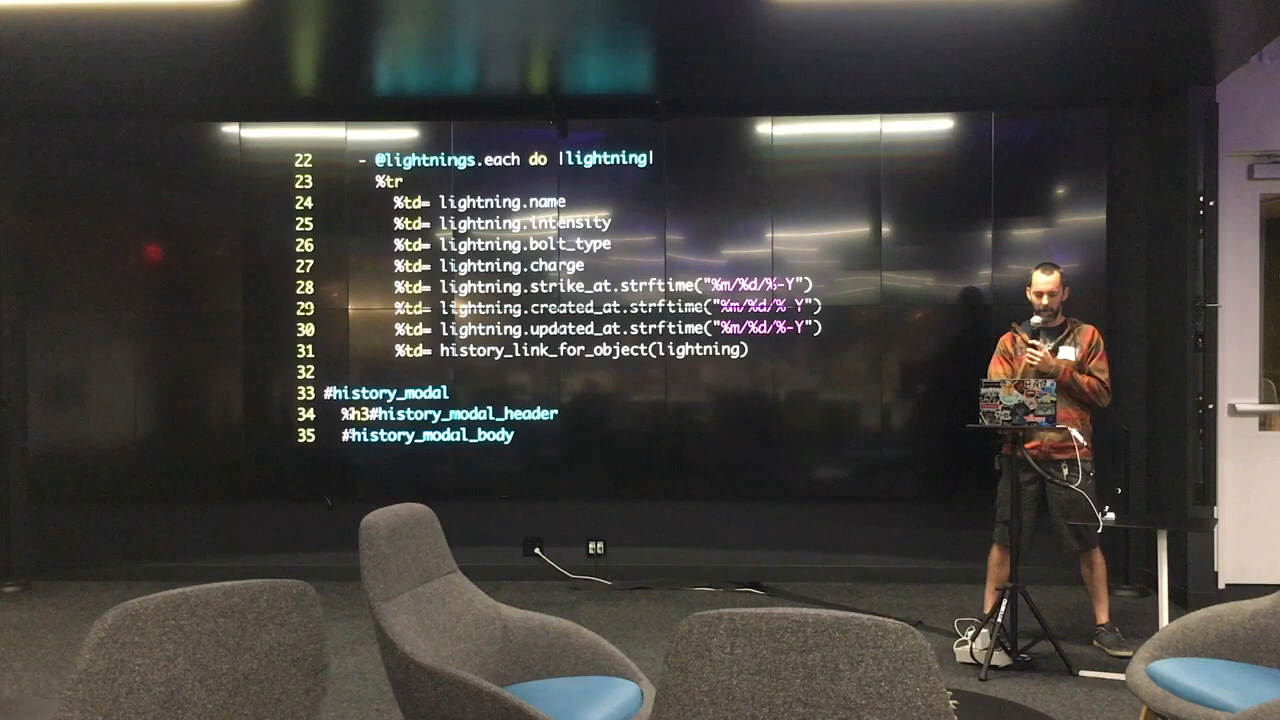 22 - @lightnings.each do |lightning|
23 %tr
24 %td= lightning.name
25 %td= lightning.intensity
26 %td= lightning.bolt_type
27 %td= lightning.charge
28 %td= lightning.strike_at.strftime("%m/%d/%-Y")
29 %td= lightning.created_at.strftime("%m/%d/%-Y")
30 %td= lightning.updated_at.strftime("%m/%d/%-Y")
31 %td= history_link_for_object(lightning)
32
33 #history_modal
34 %h3#history_modal_header
35 #history_modal_body